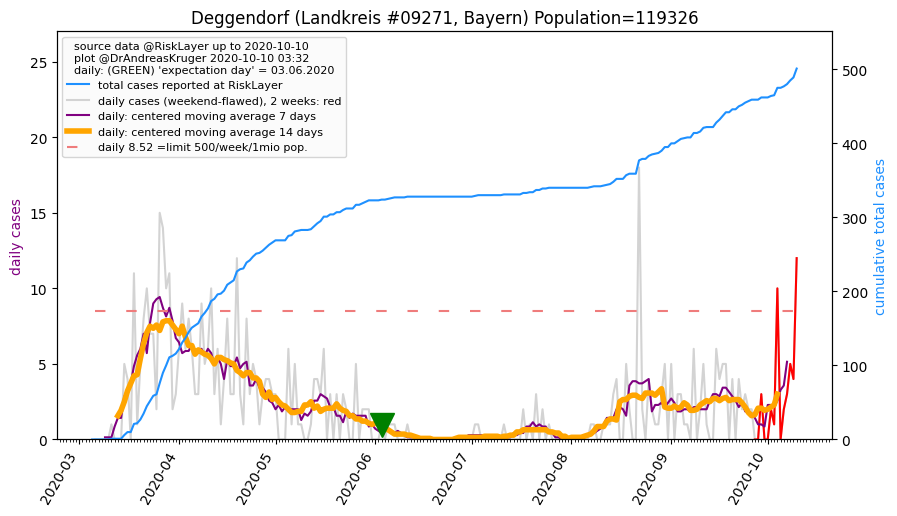 Deggendorf (Landkreis #09271, Bayern) Population=119326
source data @RiskLayer up to 2020-10-10
plot @DrAndreasKruger 2020-10-10 03:32
daily: (GREEN) 'expectation day' = 03.06.2020
total cases reported at RiskLayer
daily cases (weekend-flawed), 2 weeks: red
daily: centered moving average 7 days
daily: centered moving average 14 days
daily 8.52 =limit 500/week/1mio pop.
daily cases
25
20
15
10
5
0
cumulative total cases
500
400
300
200
100
0
2020-03
2020-04
2020-05
2020-06
2020-07
2020-08
2020-09
2020-10